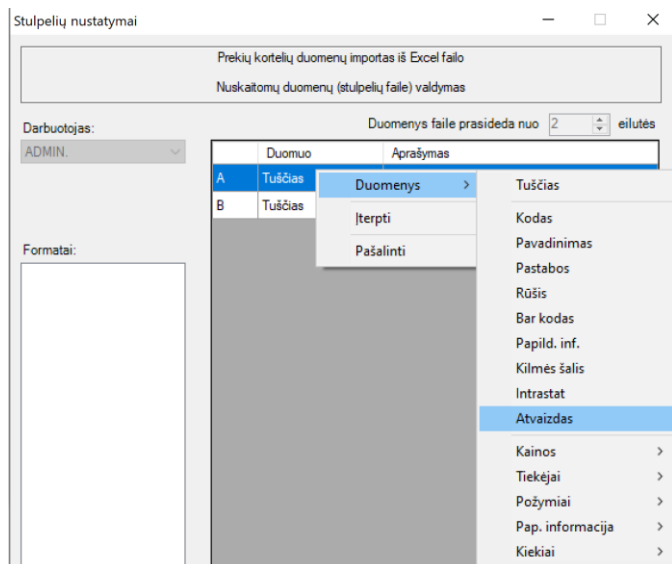 Stulpelių nustatymai
Prekių kortelių duomenų importas iš Excel failo
Nuskaitomų duomenų (stulpelių faile) valdymas
Darbuotojas:
Duomenys faile prasideda nuo 2 eilutės
ADMIN.
Duomuo Aprašymas
A Tuščias
B Tuščias
Formatai:
Duomenys
Įterpti
Pašalinti
Tuščias
Kodas
Pavadinimas
Pastabos
Rūšis
Bar kodas
Papild. inf.
Kilmės šalis
Intrastat
Atvaizdas
Kainos
Tiekėjai
Požymiai
Pap. informacija
Kiekiai